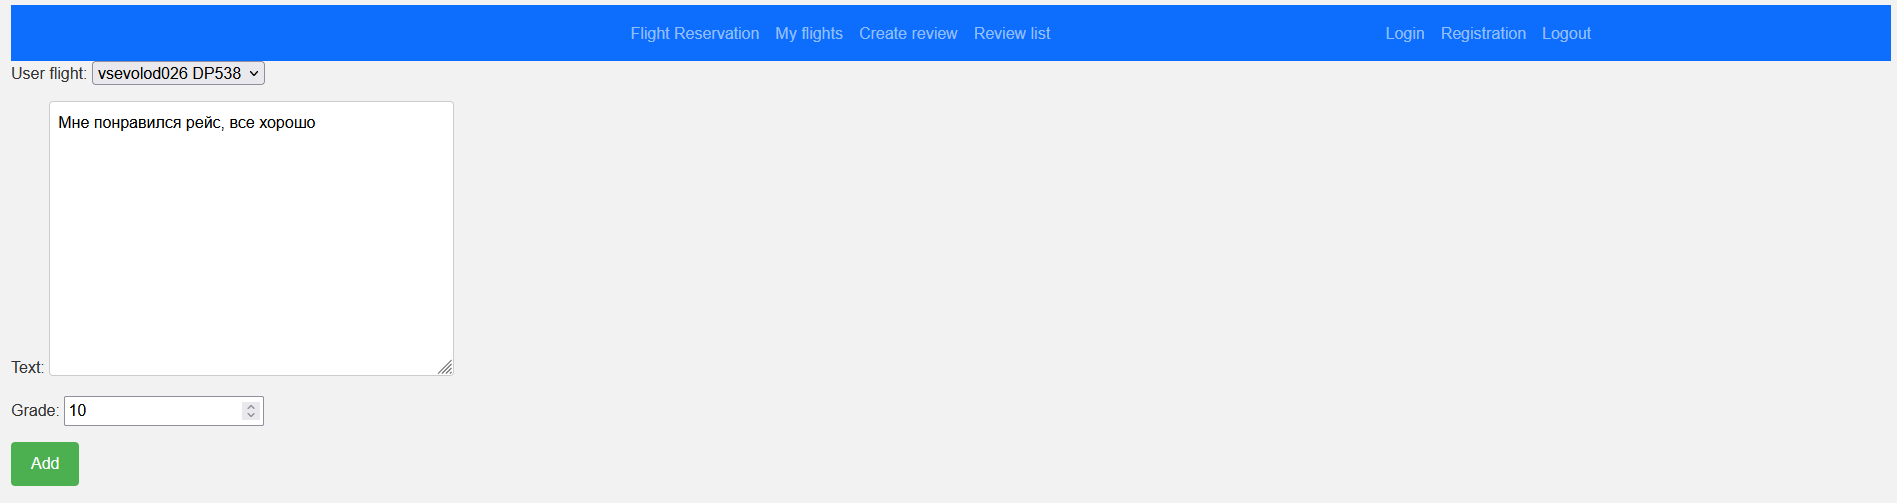 Flight Reservation My flights Create review Review list Login Registration Logout
User flight: vsevolod026 DP538
Мне понравился рейс, все хорошо
Text:
Grade: 10
Add